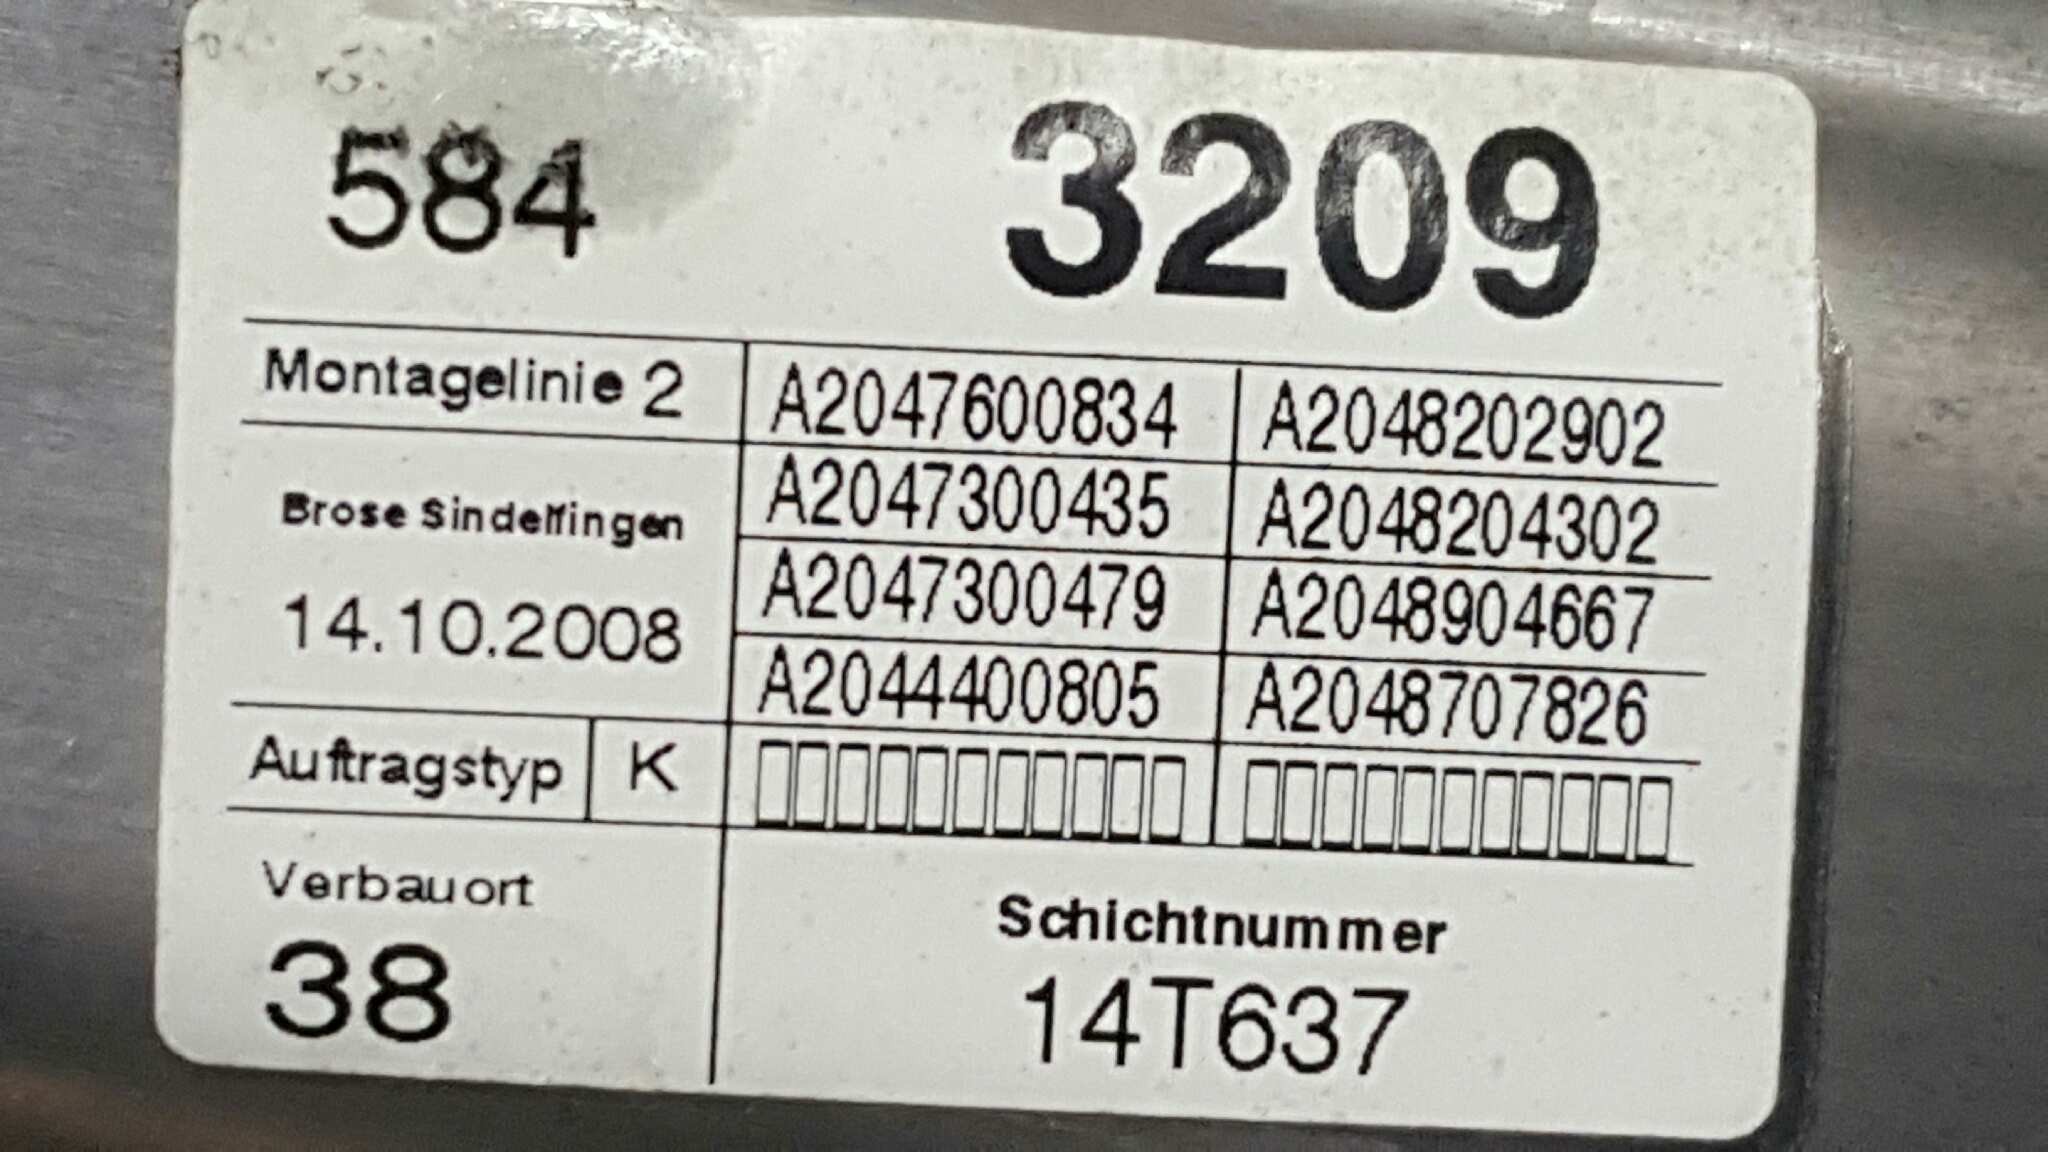 584 3209
Montagelinie 2 A2047600834 A2048202902
A2047300435 A2048204302
Brose Sindelfingen
A2047300479 A2048904667
14.10.2008
A2044400805 A2048707826
Auftragstyp K
Verbauort
Schichtnummer
38
14T637